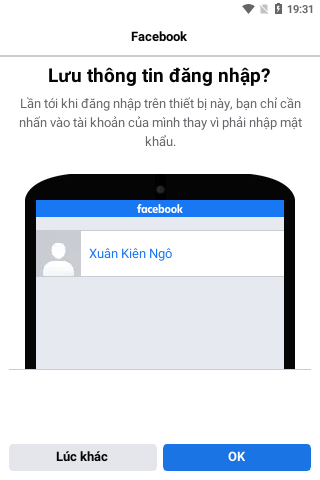 19:31
Facebook
Lưu thông tin đăng nhập?
Lần tới khi đăng nhập trên thiết bị này, bạn chỉ cần
nhấn vào tài khoản của mình thay vì phải nhập mật
khẩu.
facebook
Xuân Kiên Ngô
Lúc khác
OK